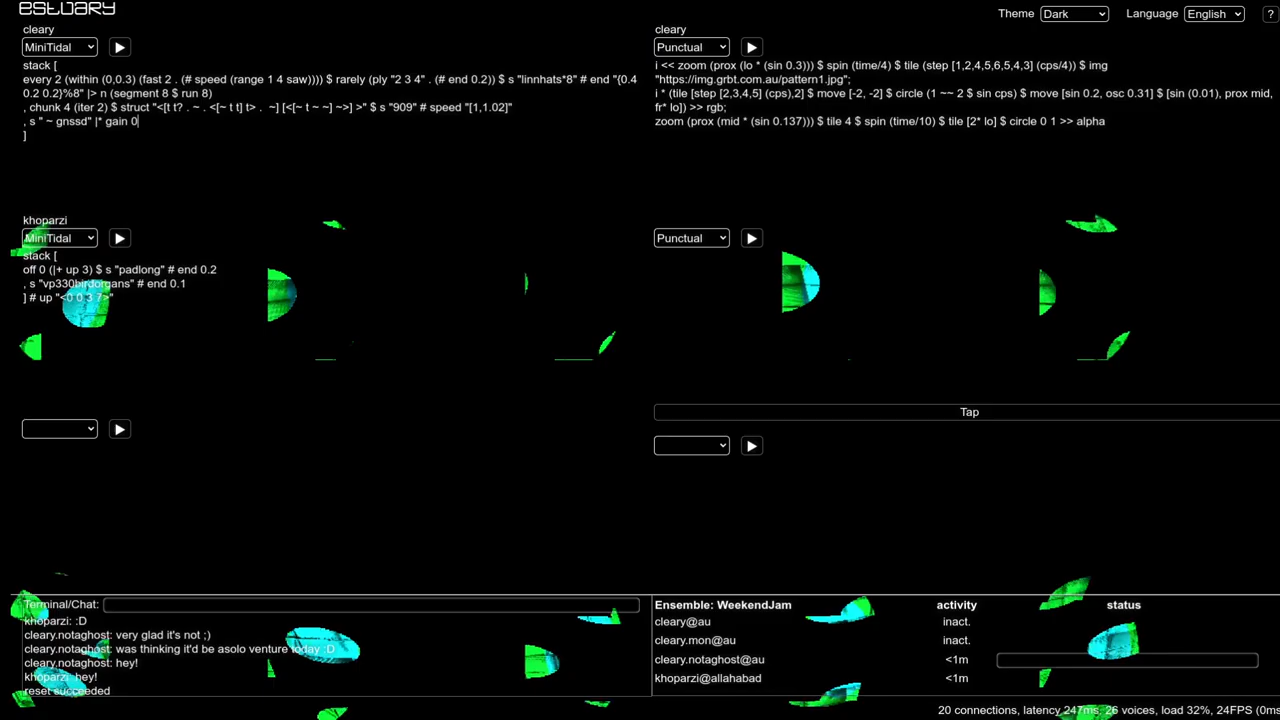 estuary
Theme Dark Language English ?
cleary
MiniTidal
stack [
every 2 (within (0,0.3) (fast 2 . (# speed (range 1 4 saw)))) $ rarely (ply "2 3 4" . (# end 0.2)) $ s "linnhats*8" # end "{0.4
0.2 0.2}%8" |> n (segment 8 $ run 8)
, chunk 4 (iter 2) $ struct "<[t t? . ~ . <[~ t t] t> . ~] [<[~ t ~ ~] ~>] >" $ s "909" # speed "[1,1.02]"
, s " ~ gnssd" |* gain 0
]
cleary
Punctual
i << zoom (prox (lo * (sin 0.3))) $ spin (time/4) $ tile (step [1,2,4,5,6,5,4,3] (cps/4)) $ img
"https://img.grbt.com.au/pattern1.jpg";
i * (tile [step [2,3,4,5] (cps),2] $ move [-2, -2] $ circle (1 ~~ 2 $ sin cps) $ move [sin 0.2, osc 0.31] $ [sin (0.01), prox mid,
fr* lo]) >> rgb;
zoom (prox (mid * (sin 0.137))) $ tile 4 $ spin (time/10) $ tile [2* lo] $ circle 0 1 >> alpha
khoparzi
MiniTidal
stack [
off 0 (|+ up 3) $ s "padlong" # end 0.2
, s "vp330birdorgans" # end 0.1
] # up "<0 0 3 7>"
Punctual
Tap
Terminal/Chat:
khoparzi: :D
cleary.notaghost: very glad it's not ;)
cleary.notaghost: was thinking it'd be asolo venture today :D
cleary.notaghost: hey!
khoparzi: hey!
reset succeeded
Ensemble: WeekendJam activity status
cleary@au inact.
cleary.mon@au inact.
cleary.notaghost@au <1m
khoparzi@allahabad <1m
20 connections, latency 247ms, 26 voices, load 32%, 24FPS (0ms